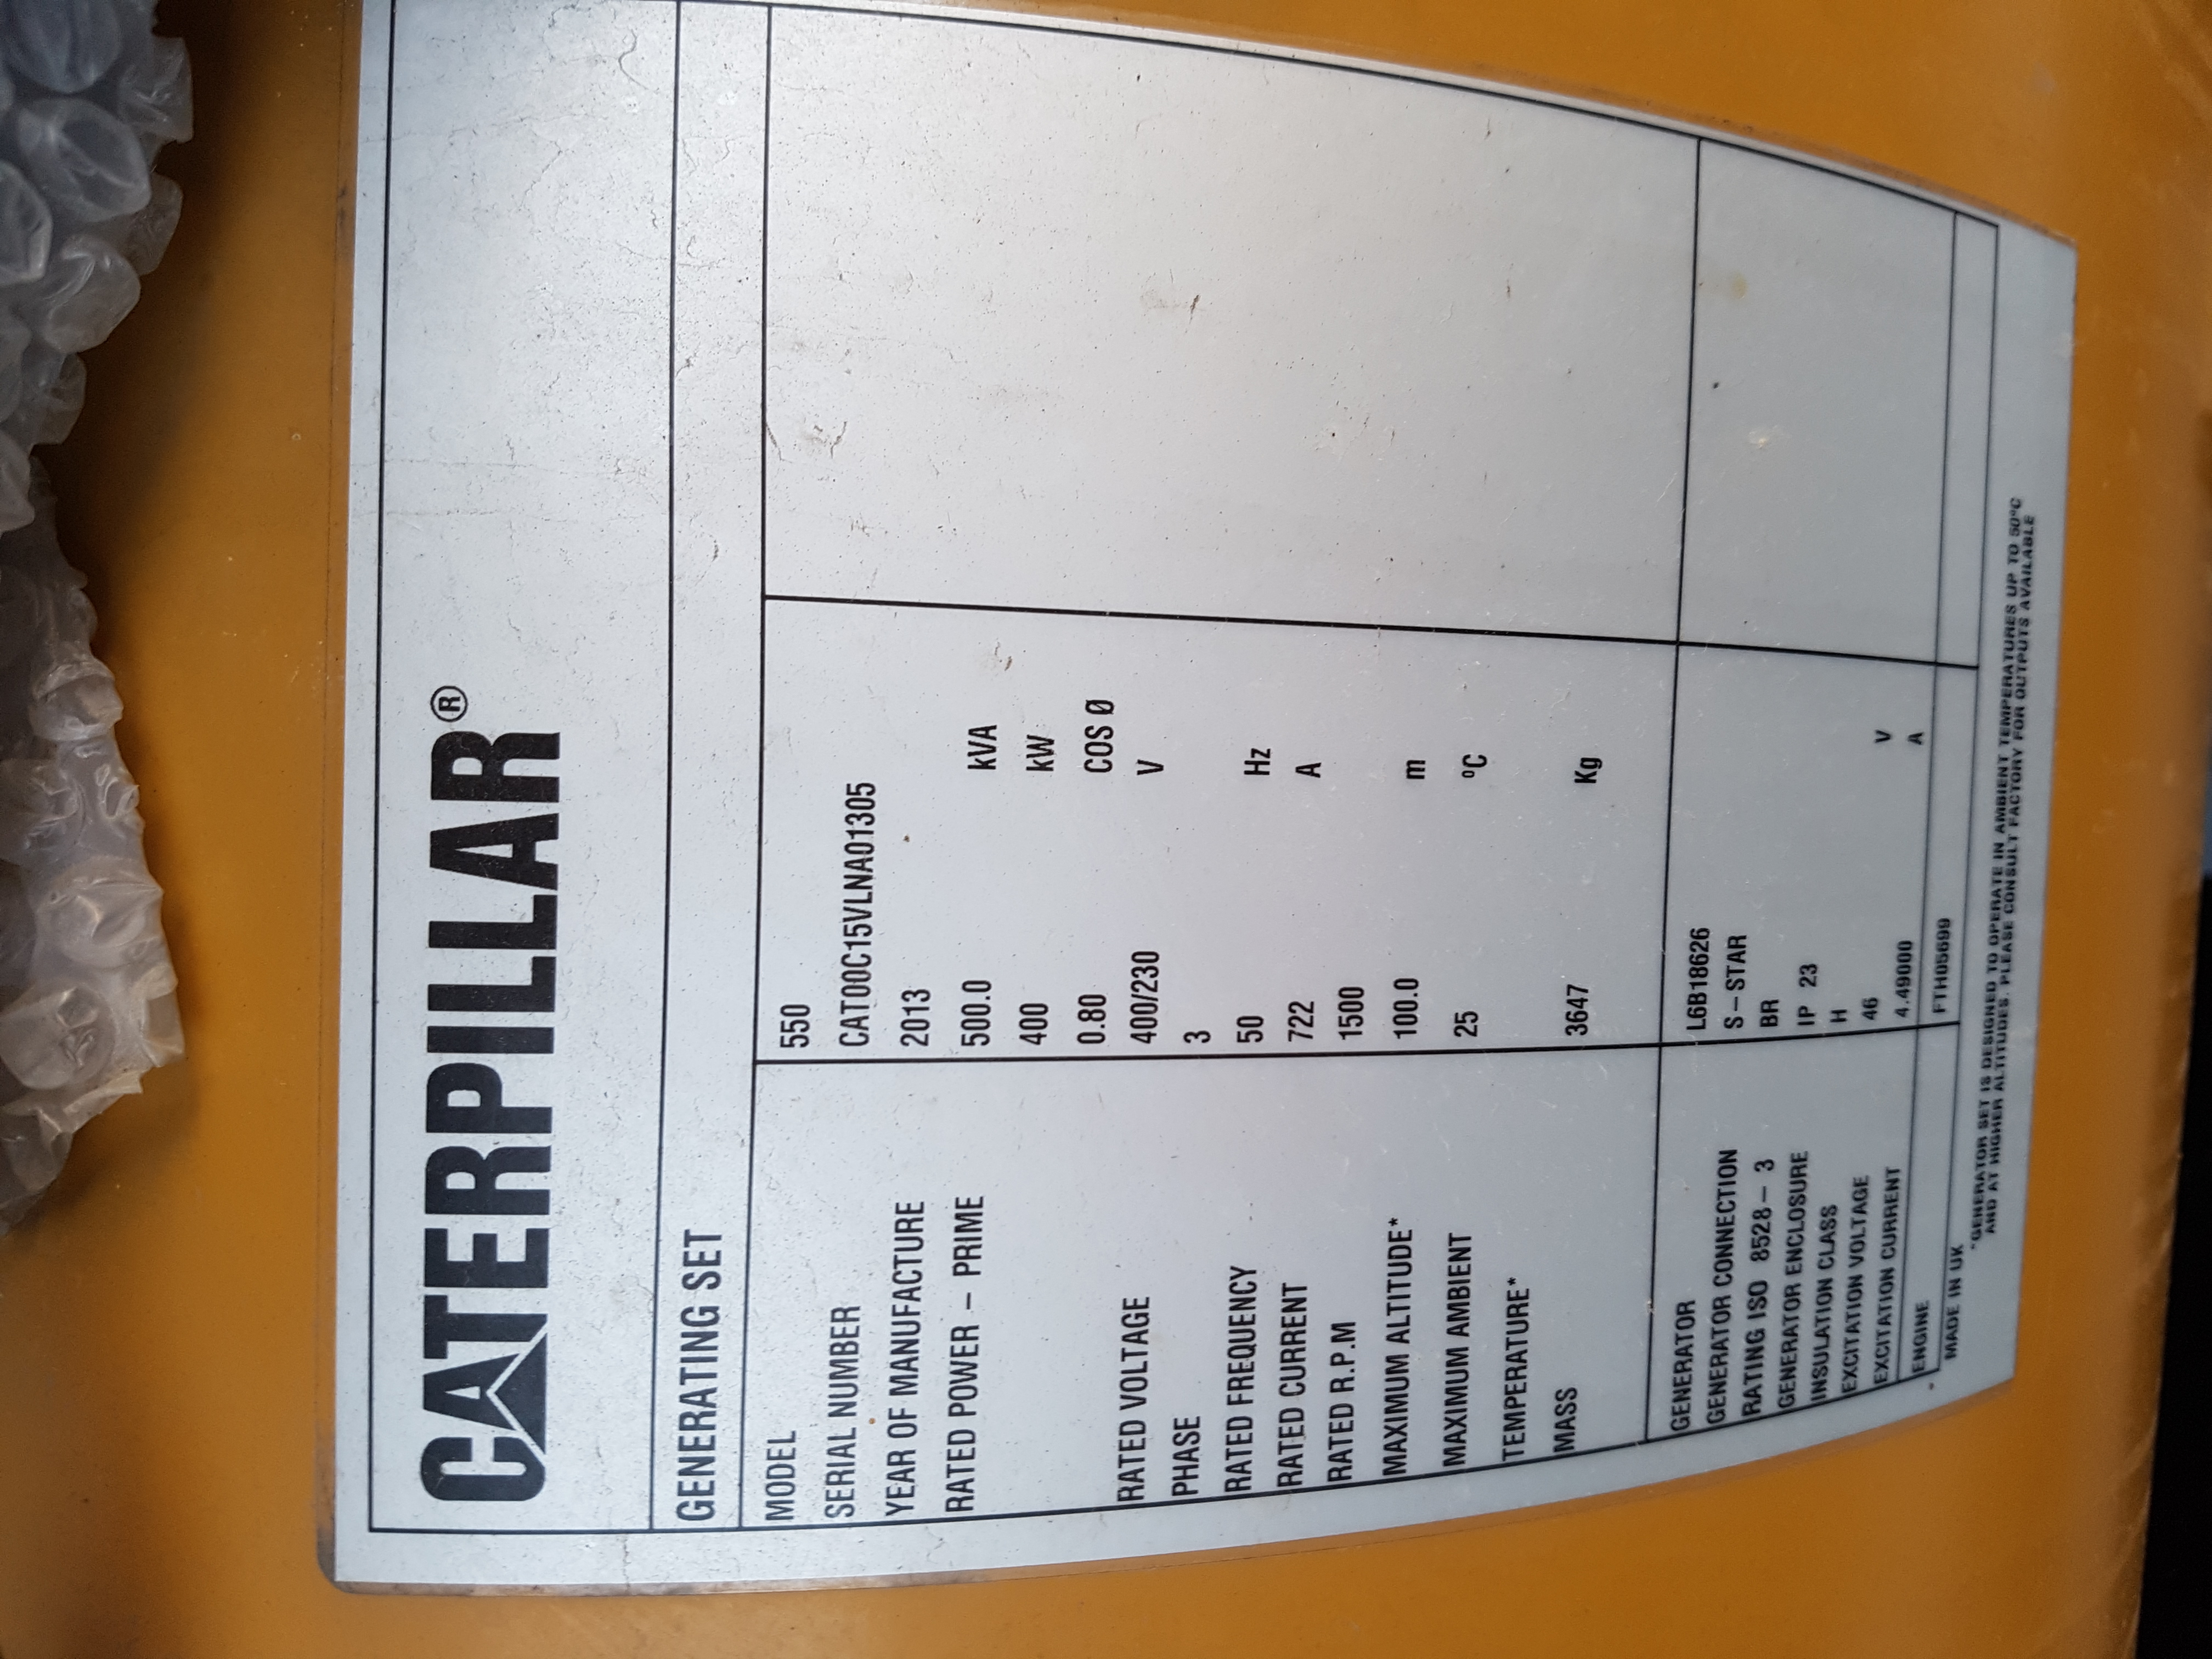 CATERPILLAR®
GENERATING SET
MODEL 550
SERIAL NUMBER CAT00C15VLNA01305
YEAR OF MANUFACTURE 2013
RATED POWER – PRIME 500.0 kVA
400 kW
0.80 COS Ø
RATED VOLTAGE 400/230 V
PHASE 3
RATED FREQUENCY 50 Hz
RATED CURRENT 722 A
RATED R.P.M 1500
MAXIMUM ALTITUDE* 100.0 m
MAXIMUM AMBIENT 25 ºC
TEMPERATURE*
MASS 3647 Kg
GENERATOR L6B18626
GENERATOR CONNECTION S–STAR
RATING ISO 8528–3 BR
GENERATOR ENCLOSURE IP 23
INSULATION CLASS H
EXCITATION VOLTAGE 46 V
EXCITATION CURRENT 4.49000 A
ENGINE FTH05699
MADE IN UK
*GENERATOR SET IS DESIGNED TO OPERATE IN AMBIENT TEMPERATURES UP TO 50ºC
AND AT HIGHER ALTITUDES. PLEASE CONSULT FACTORY FOR OUTPUTS AVAILABLE